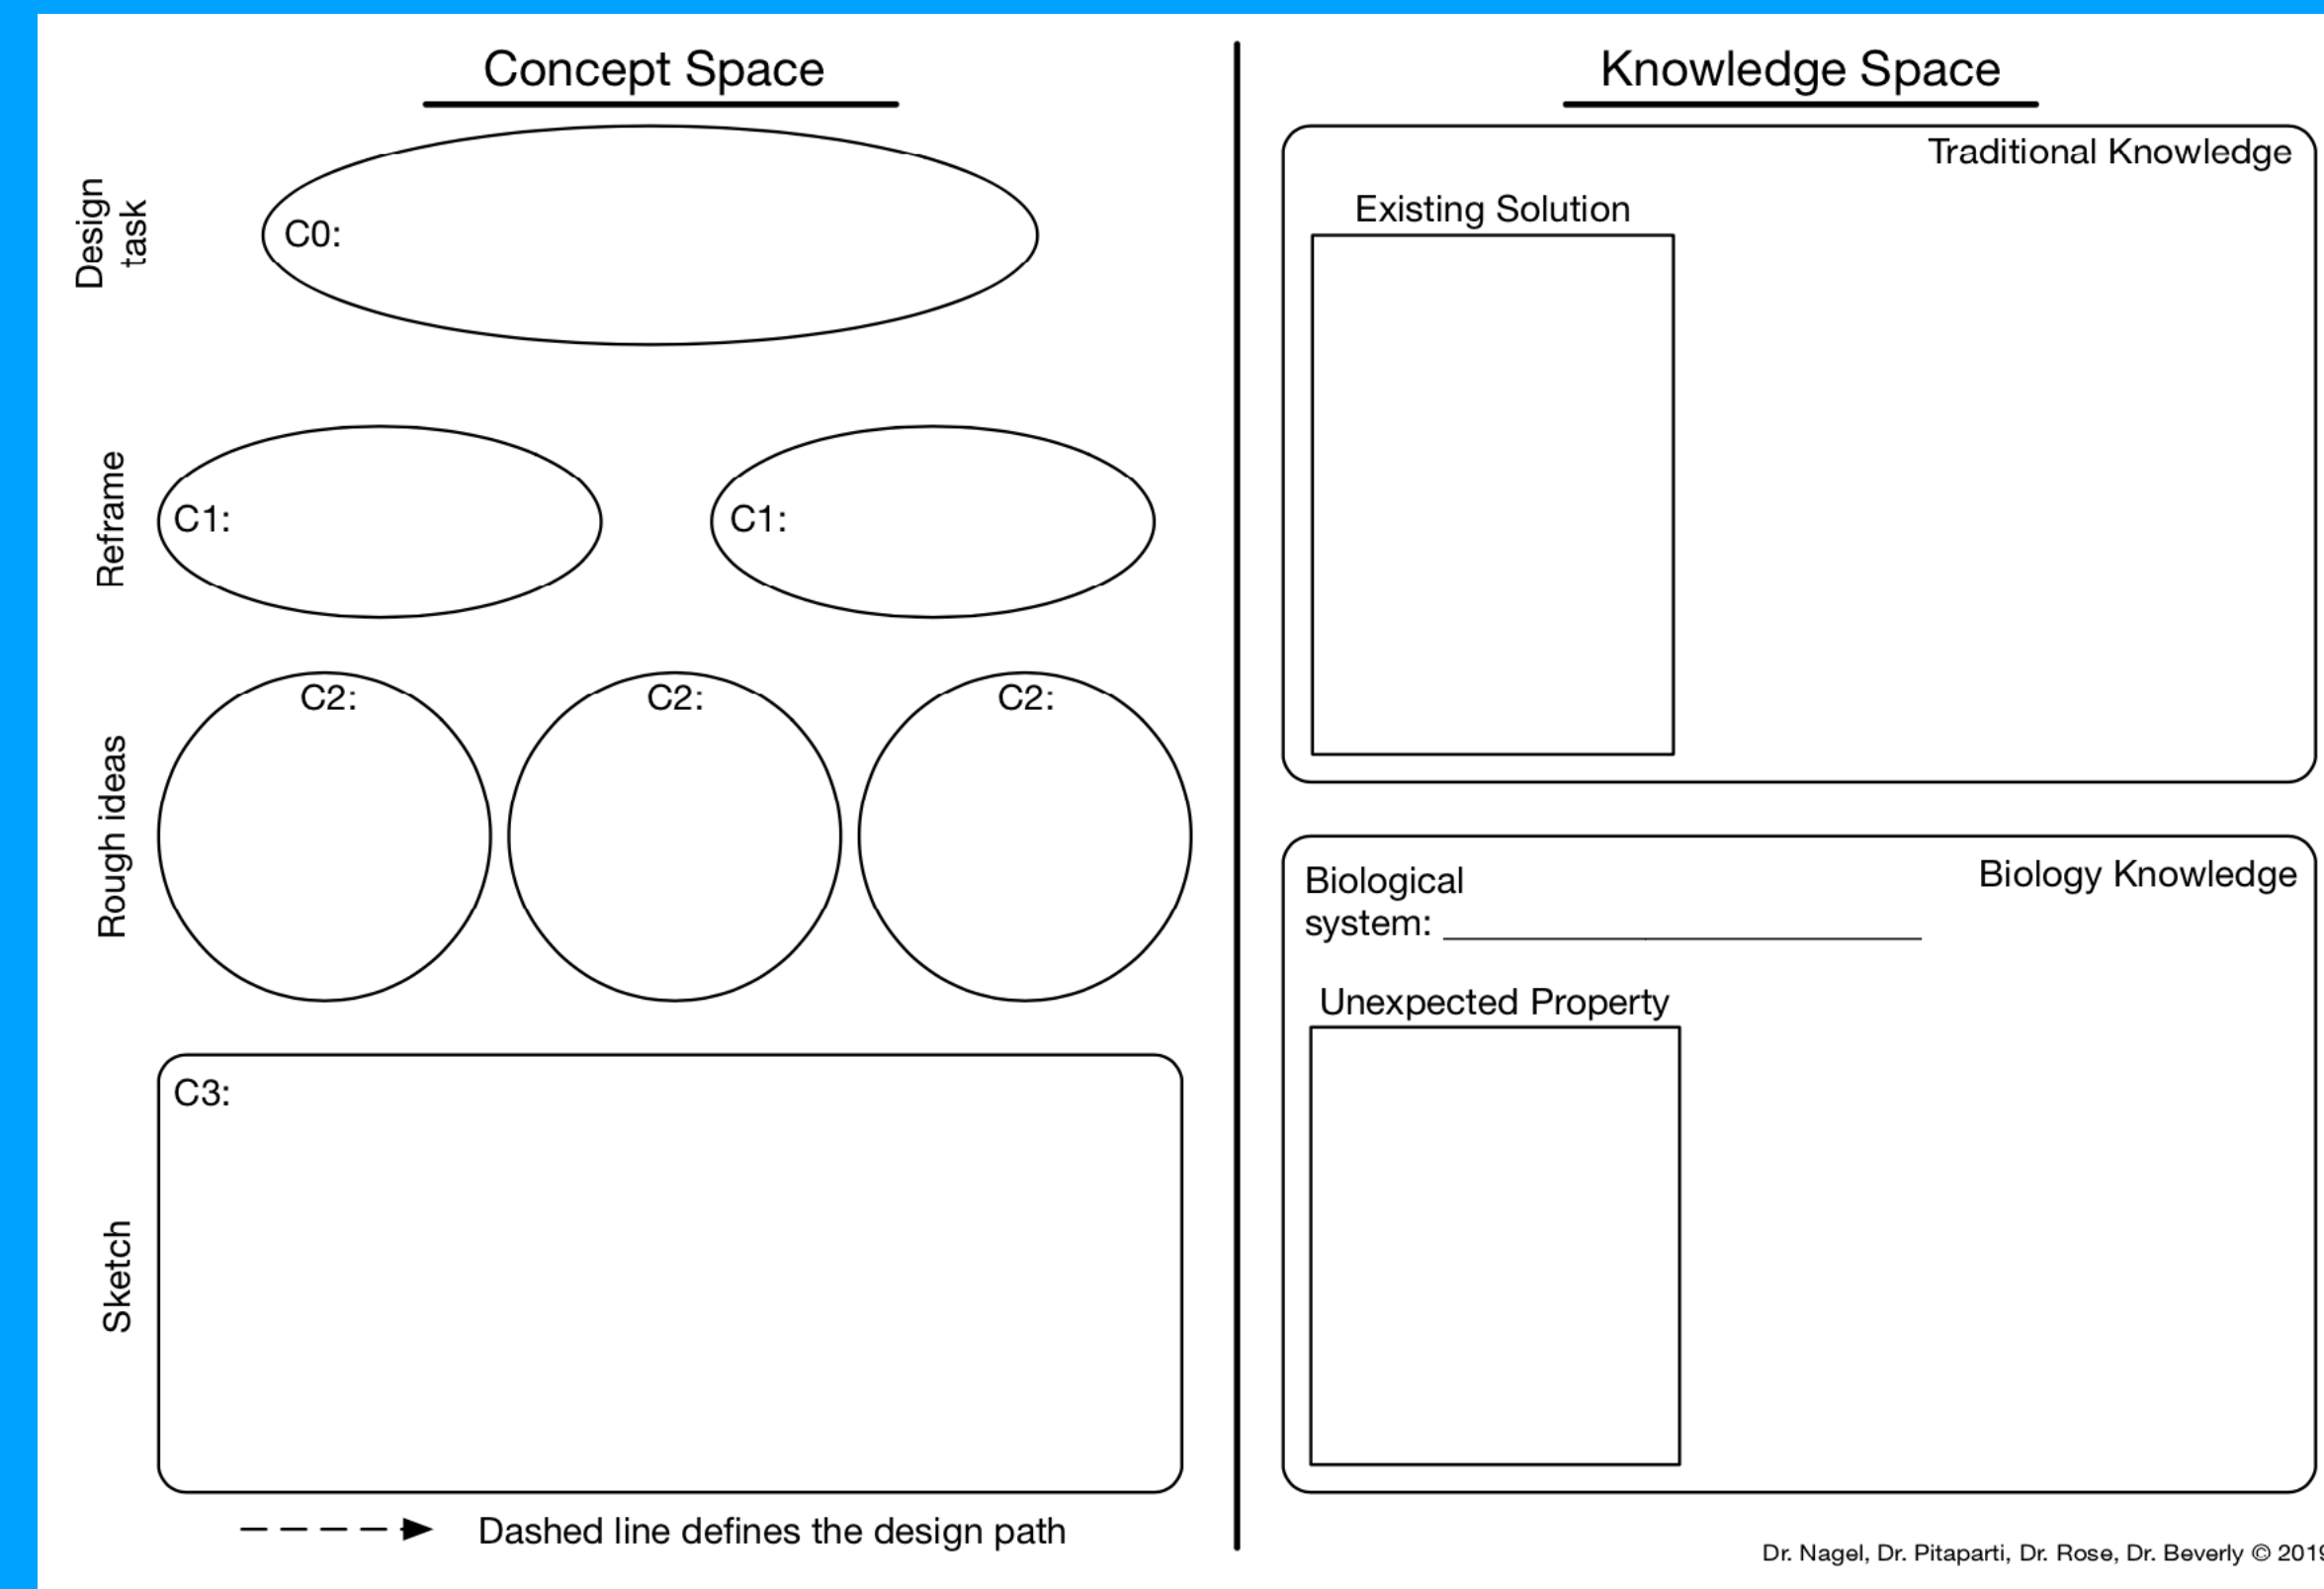 Concept Space
Design
task
C0:
Reframe
C1:
C1:
Rough ideas
C2:
C2:
C2:
Sketch
C3:
Dashed line defines the design path
Knowledge Space
Traditional Knowledge
Existing Solution
Biology Knowledge
Biological
system:
Unexpected Property
Dr. Nagel, Dr. Pitaparti, Dr. Rose, Dr. Beverly © 2019